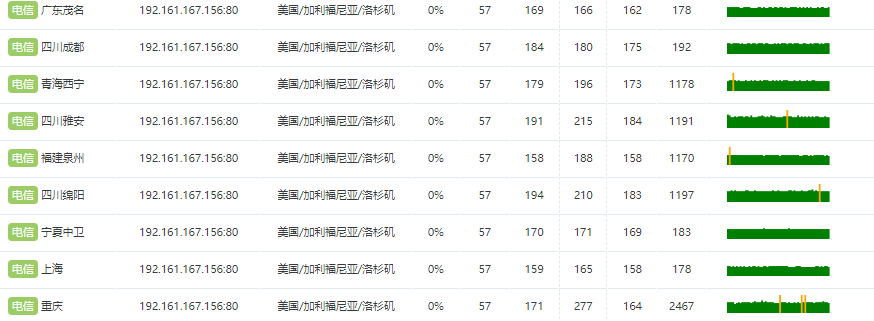 电信 广东茂名 192.161.167.156:80 美国/加利福尼亚/洛杉矶 0% 57 169 166 162 178
电信 四川成都 192.161.167.156:80 美国/加利福尼亚/洛杉矶 0% 57 184 180 175 192
电信 青海西宁 192.161.167.156:80 美国/加利福尼亚/洛杉矶 0% 57 179 196 173 1178
电信 四川雅安 192.161.167.156:80 美国/加利福尼亚/洛杉矶 0% 57 191 215 184 1191
电信 福建泉州 192.161.167.156:80 美国/加利福尼亚/洛杉矶 0% 57 158 188 158 1170
电信 四川绵阳 192.161.167.156:80 美国/加利福尼亚/洛杉矶 0% 57 194 210 183 1197
电信 宁夏中卫 192.161.167.156:80 美国/加利福尼亚/洛杉矶 0% 57 170 171 169 183
电信 上海 192.161.167.156:80 美国/加利福尼亚/洛杉矶 0% 57 159 165 158 178
电信 重庆 192.161.167.156:80 美国/加利福尼亚/洛杉矶 0% 57 171 277 164 2467